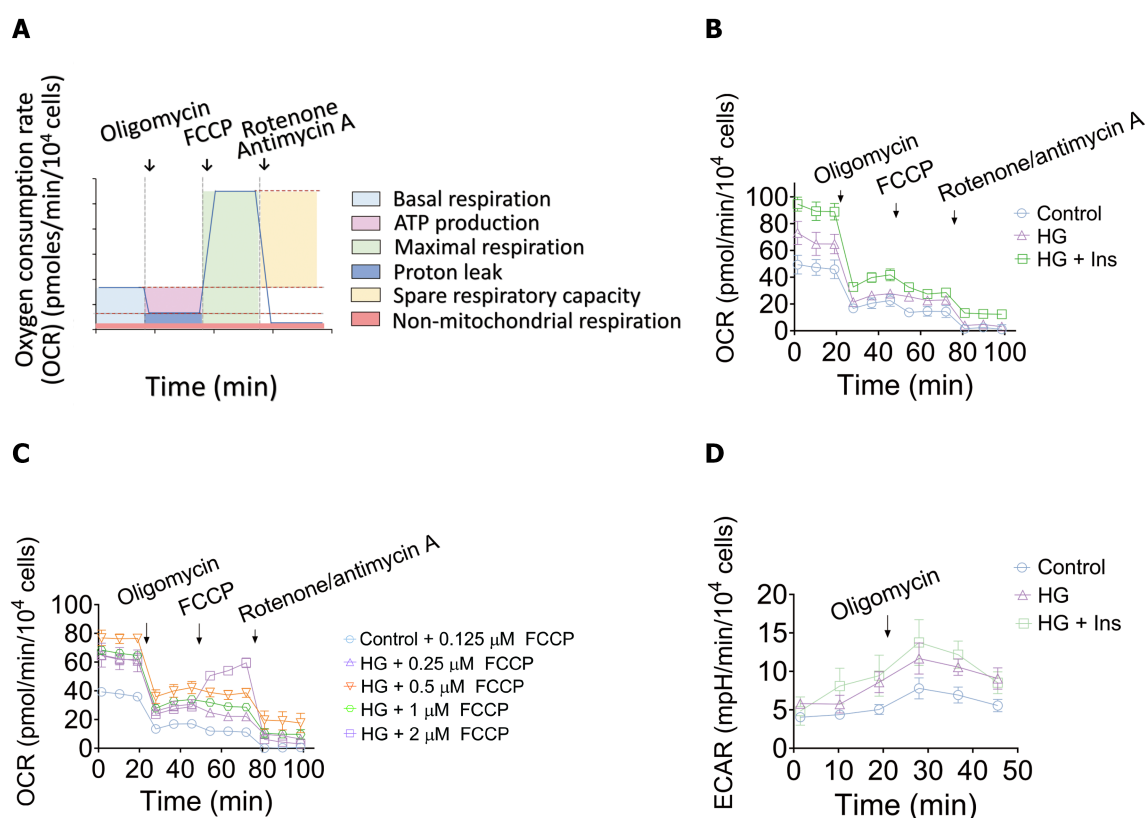 A
Oxygen consumption rate
(OCR) (pmoles/min/10⁴ cells)
Oligomycin
FCCP
Rotenone
Antimycin A
Time (min)
Basal respiration
ATP production
Maximal respiration
Proton leak
Spare respiratory capacity
Non-mitochondrial respiration
B
OCR (pmol/min/10⁴ cells)
Oligomycin
FCCP
Rotenone/antimycin A
100
80
60
40
20
0
0 20 40 60 80 100
Time (min)
Control
HG
HG + Ins
C
OCR (pmol/min/10⁴ cells)
Oligomycin
FCCP
Rotenone/antimycin A
100
80
60
40
20
0
0 20 40 60 80 100
Time (min)
Control + 0.125 μM FCCP
HG + 0.25 μM FCCP
HG + 0.5 μM FCCP
HG + 1 μM FCCP
HG + 2 μM FCCP
D
ECAR (mpH/min/10⁴ cells)
Oligomycin
20
15
10
5
0
0 10 20 30 40 50
Time (min)
Control
HG
HG + Ins